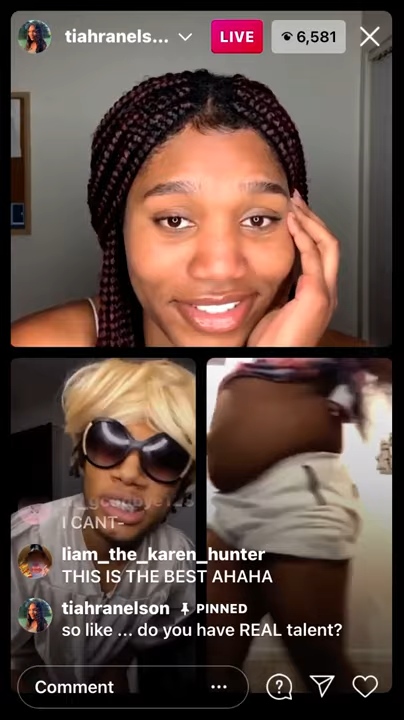 tiahranels...
LIVE
6,581
I CANT-
liam_the_karen_hunter
THIS IS THE BEST AHAHA
tiahranelson PINNED
so like ... do you have REAL talent?
Comment